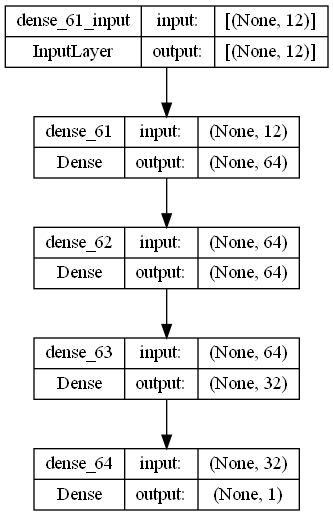 dense_61_input input: [(None, 12)]
InputLayer output: [(None, 12)]
dense_61 input: (None, 12)
Dense output: (None, 64)
dense_62 input: (None, 64)
Dense output: (None, 64)
dense_63 input: (None, 64)
Dense output: (None, 32)
dense_64 input: (None, 32)
Dense output: (None, 1)